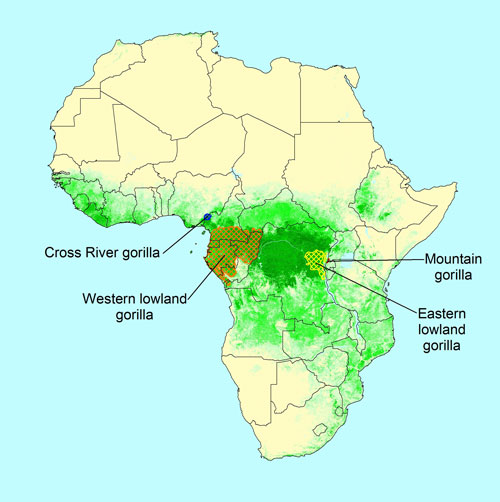 Cross River gorilla
Western lowland
gorilla
Mountain
gorilla
Eastern
lowland
gorilla